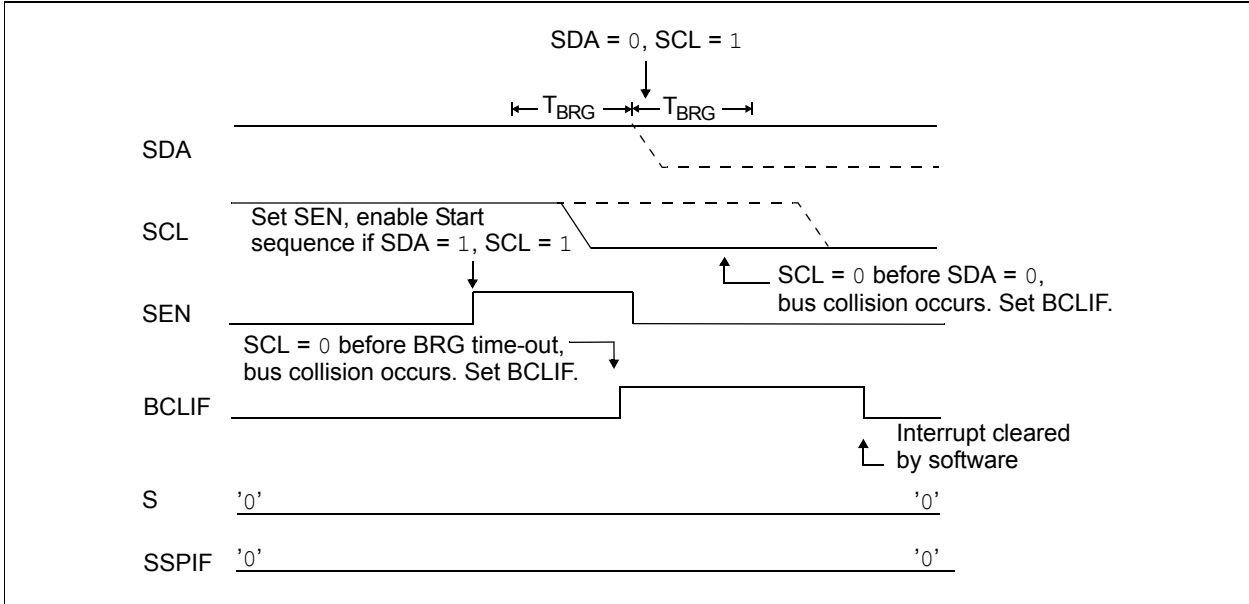 SDA = 0, SCL = 1
TBRG TBRG
SDA
SCL
Set SEN, enable Start
sequence if SDA = 1, SCL = 1
SCL = 0 before SDA = 0,
bus collision occurs. Set BCLIF.
SEN
SCL = 0 before BRG time-out,
bus collision occurs. Set BCLIF.
BCLIF
Interrupt cleared
by software
S '0' '0'
SSPIF '0' '0'